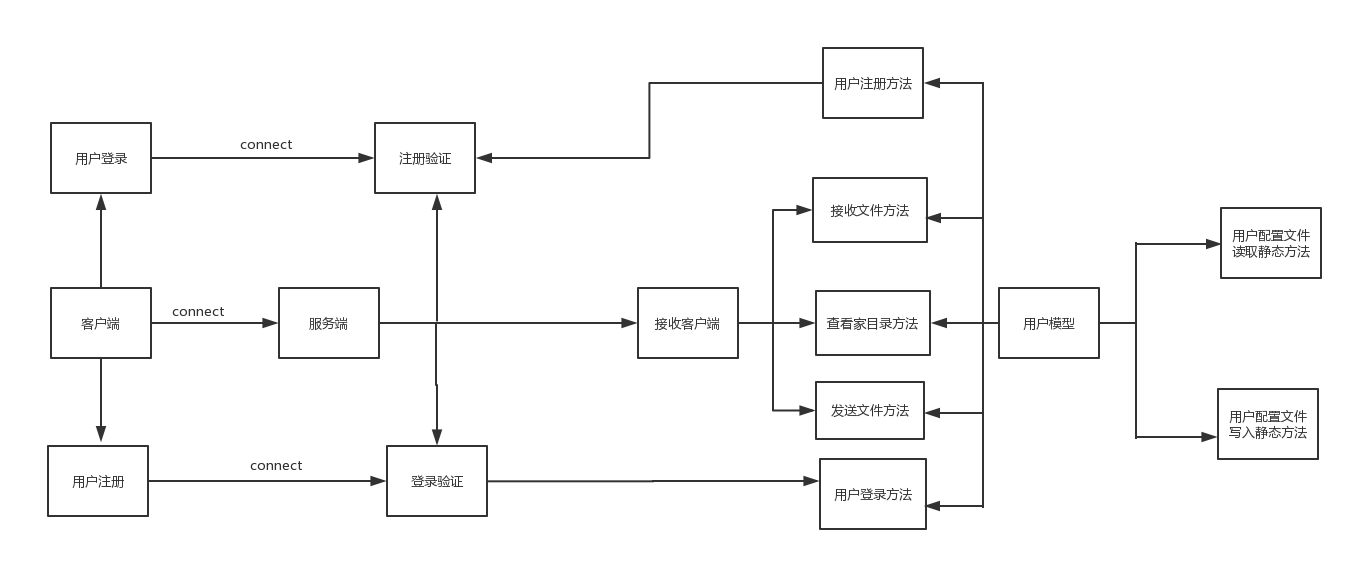 用户注册方法
用户登录
connect
注册验证
接收文件方法
用户配置文件
读取静态方法
客户端
connect
服务端
接收客户端
查看家目录方法
用户模型
发送文件方法
用户配置文件
写入静态方法
用户注册
connect
登录验证
用户登录方法